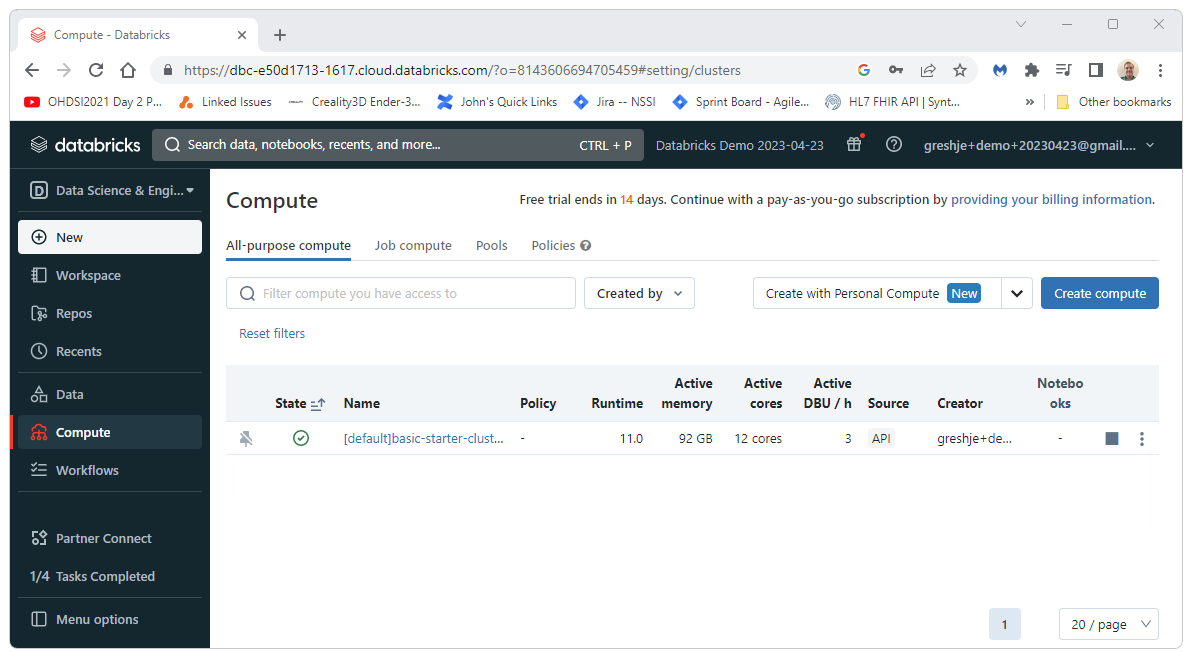 Compute - Databricks
https://dbc-e50d1713-1617.cloud.databricks.com/?o=8143606694705459#setting/clusters
OHDSI2021 Day 2 P... Linked Issues Creality3D Ender-3... John's Quick Links Jira -- NSSI Sprint Board - Agile... HL7 FHIR API | Synt... » Other bookmarks
databricks Search data, notebooks, recents, and more... CTRL + P Databricks Demo 2023-04-23 greshje+demo+20230423@gmail....
Data Science & Engi...
New
Workspace
Repos
Recents
Data
Compute
Workflows
Partner Connect
1/4 Tasks Completed
Menu options
Compute
Free trial ends in 14 days. Continue with a pay-as-you-go subscription by providing your billing information.
All-purpose compute Job compute Pools Policies
Filter compute you have access to Created by Create with Personal Compute New Create compute
Reset filters
State Name Policy Runtime Active memory Active cores Active DBU / h Source Creator Notebo oks
[default]basic-starter-clust... - 11.0 92 GB 12 cores 3 API greshje+de... -
1 20 / page